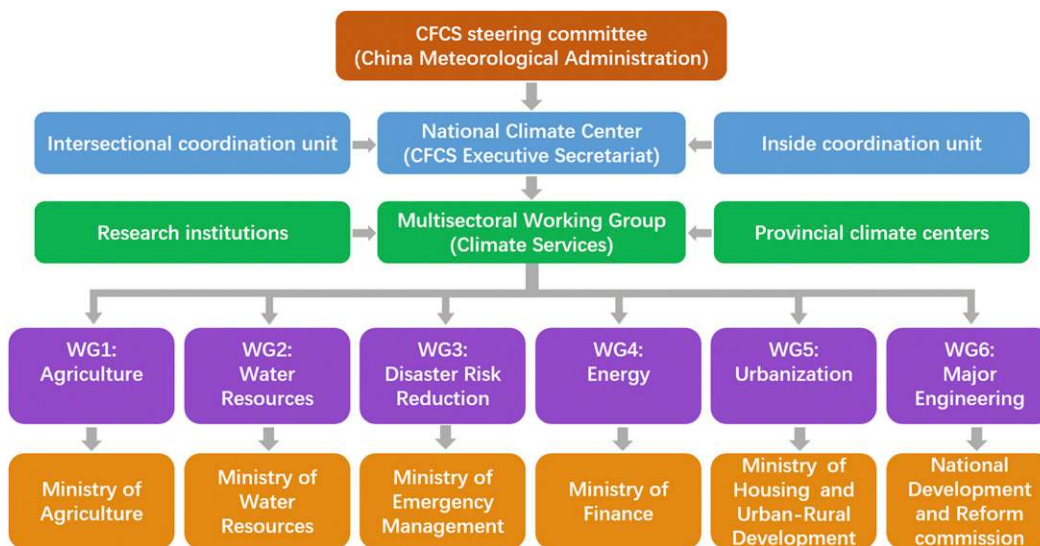 CFCS steering committee
(China Meteorological Administration)
Intersectional coordination unit
National Climate Center
(CFCS Executive Secretariat)
Inside coordination unit
Research institutions
Multisectoral Working Group
(Climate Services)
Provincial climate centers
WG1:
Agriculture
WG2:
Water
Resources
WG3:
Disaster Risk
Reduction
WG4:
Energy
WG5:
Urbanization
WG6:
Major
Engineering
Ministry of
Agriculture
Ministry of
Water
Resources
Ministry of
Emergency
Management
Ministry of
Finance
Ministry of
Housing and
Urban-Rural
Development
National
Development
and Reform
commission